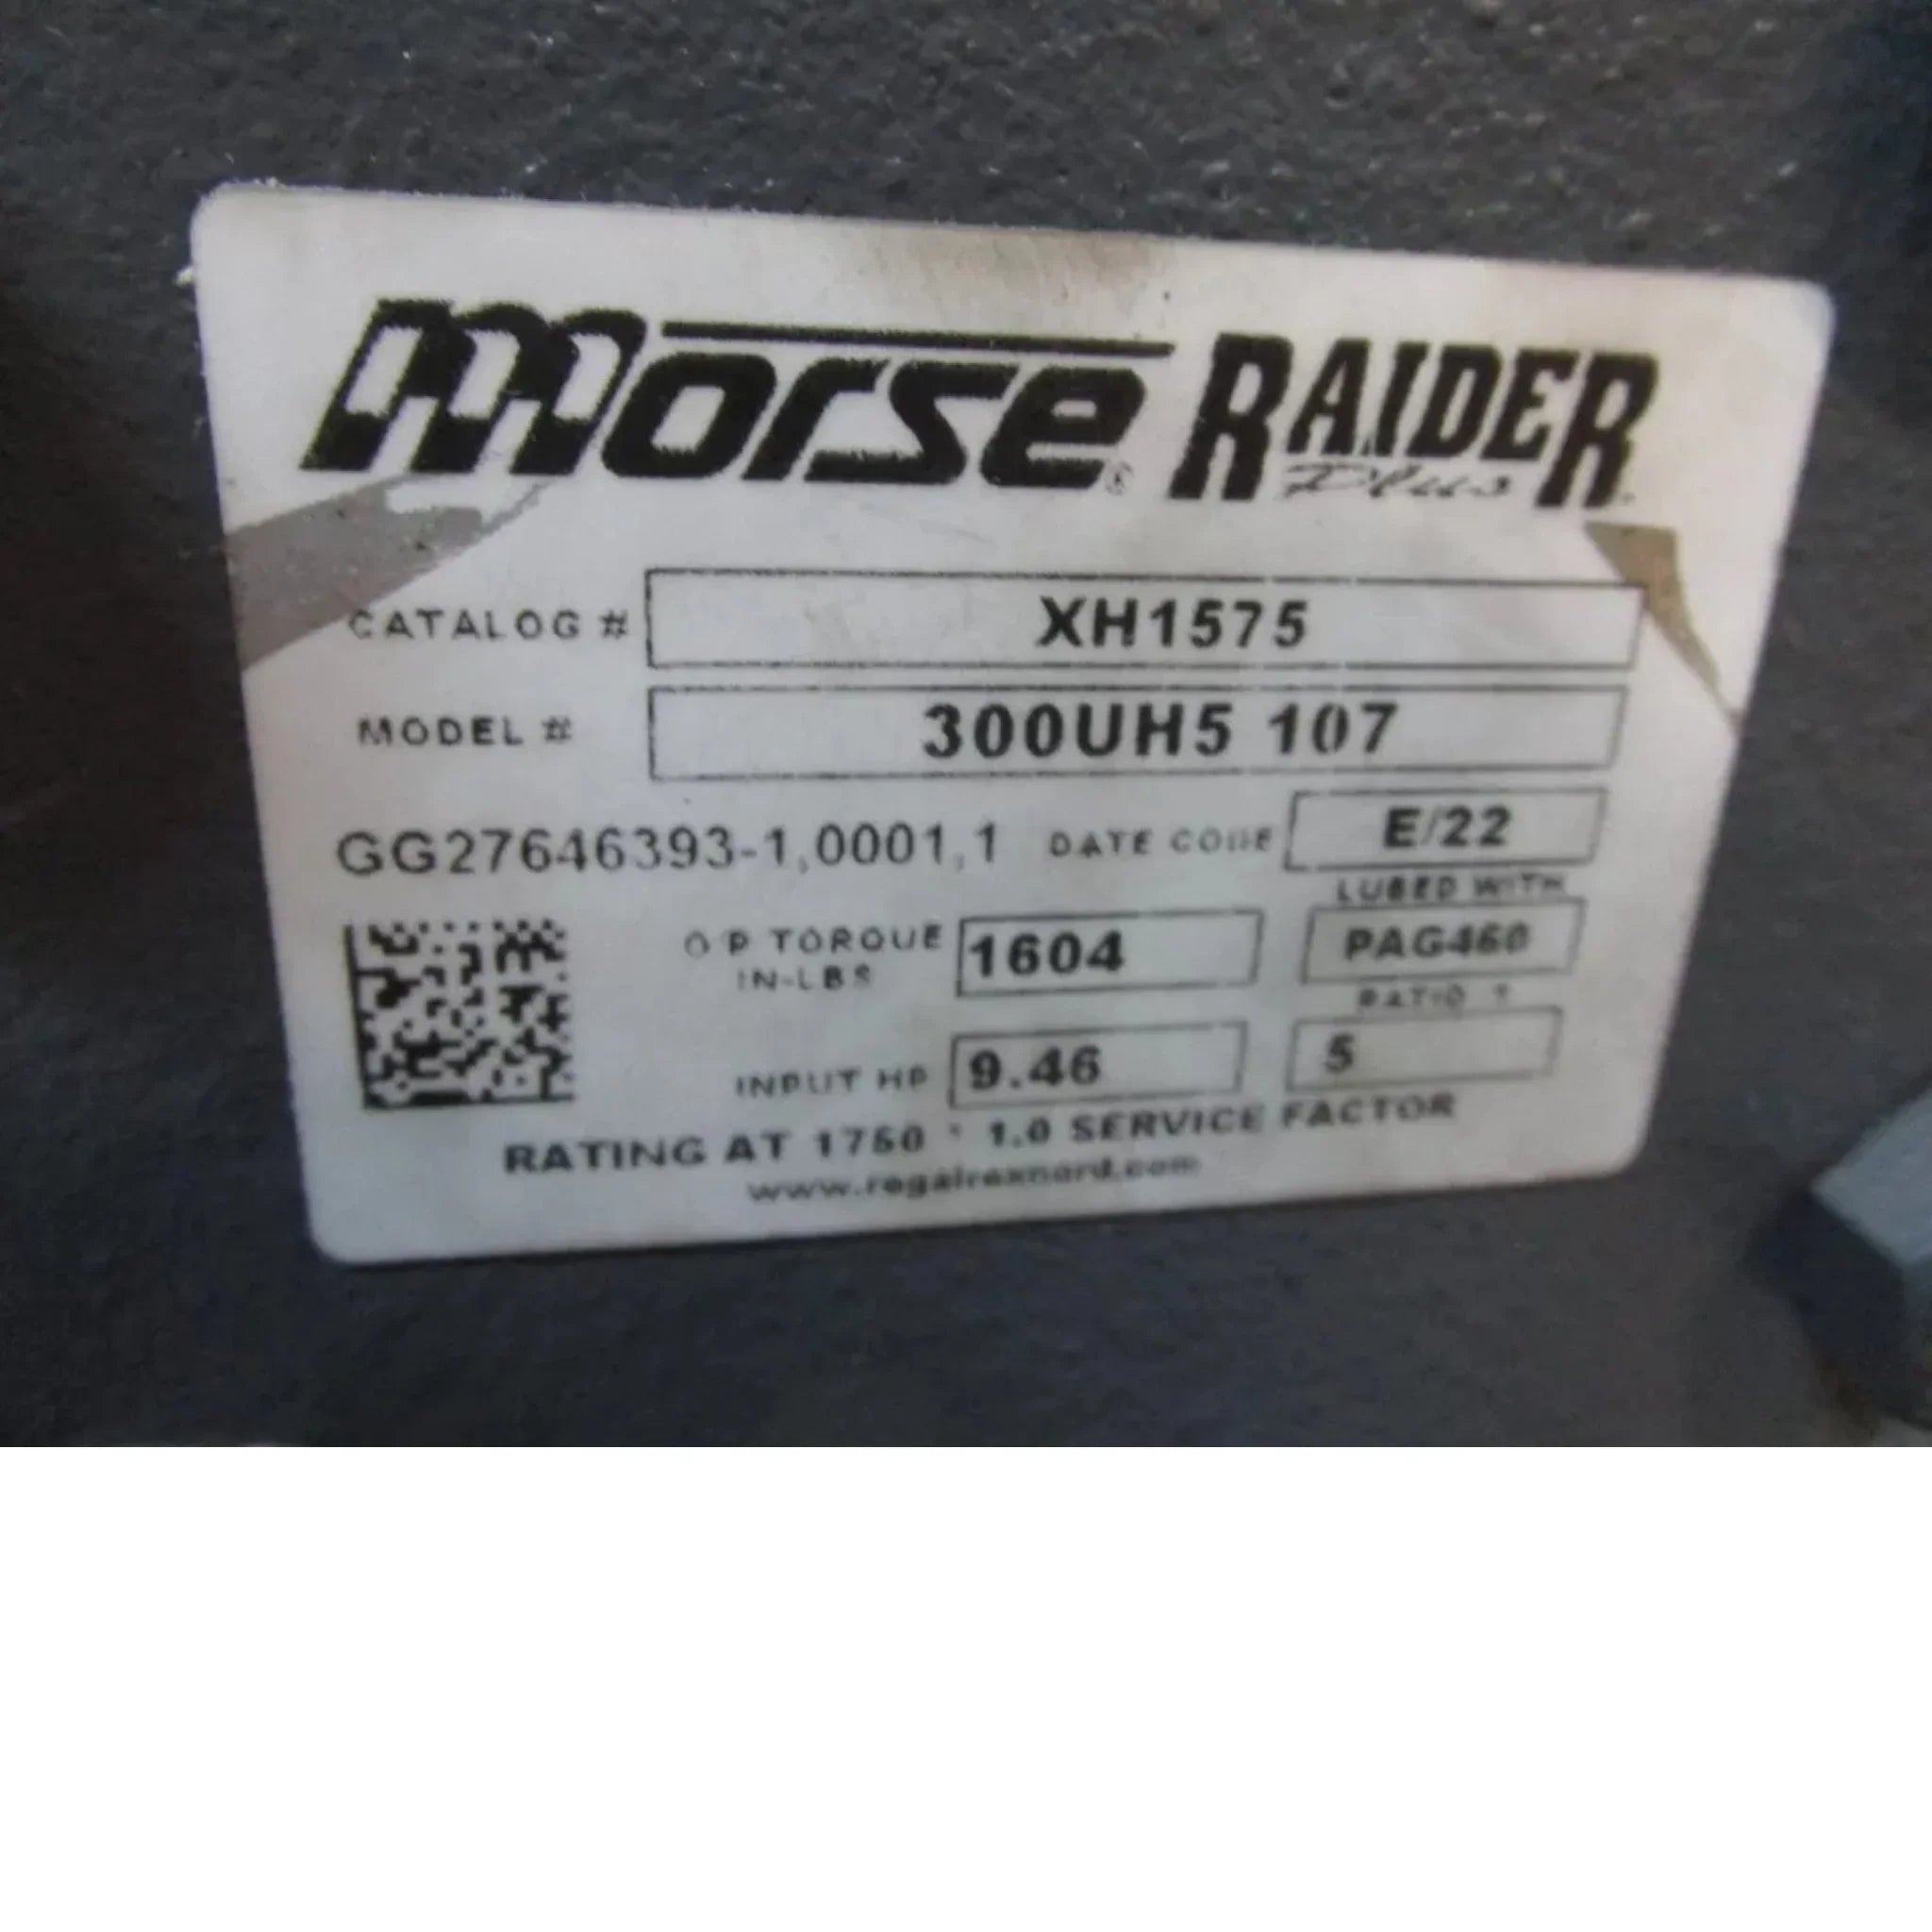 morse® RAIDER Plus
CATALOG # XH1575
MODEL # 300UH5 107
GG27646393-1,0001,1 DATE CODE E/22
LUBED WITH
O P TORQUE IN-LBS 1604 PAG460
RATIO :1
INPUT HP 9.46 5
RATING AT 1750 * 1.0 SERVICE FACTOR
www.regalrexnord.com